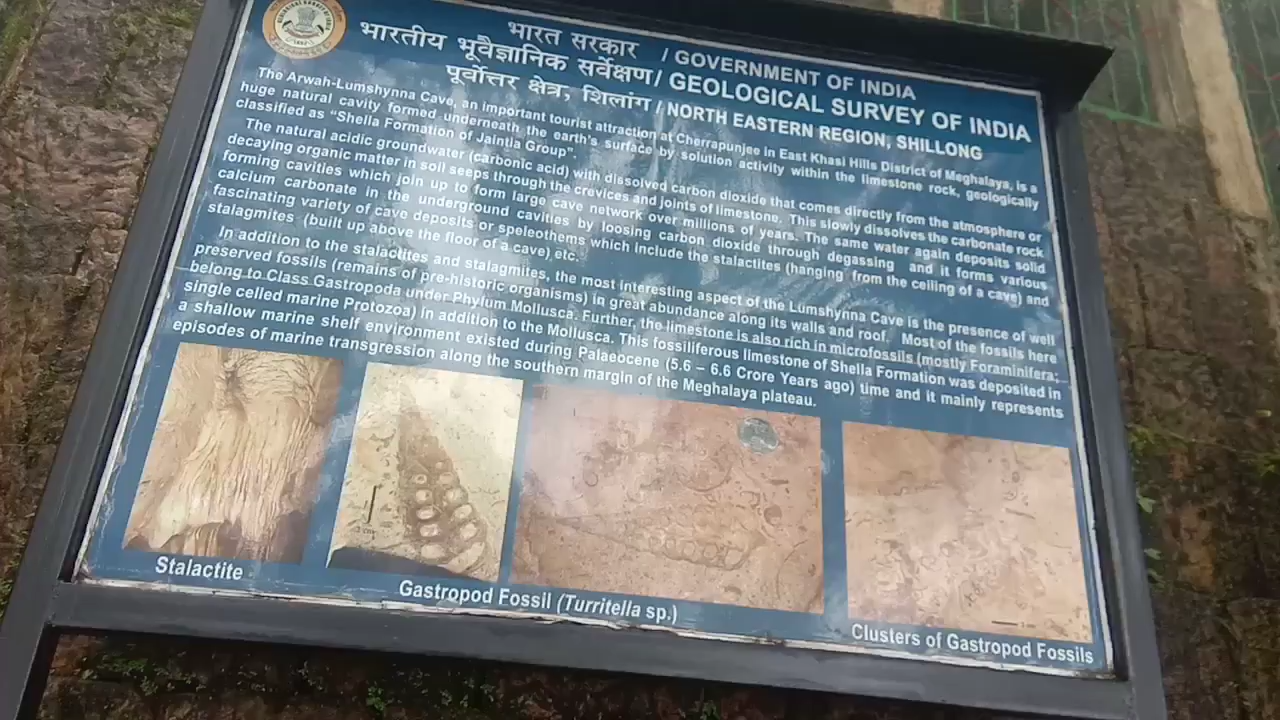 भारत सरकार / GOVERNMENT OF INDIA
भारतीय भूवैज्ञानिक सर्वेक्षण / GEOLOGICAL SURVEY OF INDIA
पूर्वोत्तर क्षेत्र, शिलांग / NORTH EASTERN REGION, SHILLONG
The Arwah-Lumshynna Cave, an important tourist attraction at Cherrapunjee in East Khasi Hills District of Meghalaya, is a
huge natural cavity formed underneath the earth's surface by solution activity within the limestone rock, geologically
classified as "Shella Formation of Jaintia Group".
The natural acidic groundwater (carbonic acid) with dissolved carbon dioxide that comes directly from the atmosphere or
decaying organic matter in soil seeps through the crevices and joints of limestone. This slowly dissolves the carbonate rock
forming cavities which join up to form large cave network over millions of years. The same water again deposits solid
calcium carbonate in the underground cavities by loosing carbon dioxide through degassing and it forms various
fascinating variety of cave deposits or speleothems which include the stalactites (hanging from the ceiling of a cave) and
stalagmites (built up above the floor of a cave) etc.
In addition to the stalactites and stalagmites, the most interesting aspect of the Lumshynna Cave is the presence of well
preserved fossils (remains of pre-historic organisms) in great abundance along its walls and roof. Most of the fossils here
belong to Class Gastropoda under Phylum Mollusca. Further, the limestone is also rich in microfossils (mostly Foraminifera;
single celled marine Protozoa) in addition to the Mollusca. This fossiliferous limestone of Shella Formation was deposited in
a shallow marine shelf environment existed during Palaeocene (5.6 – 6.6 Crore Years ago) time and it mainly represents
episodes of marine transgression along the southern margin of the Meghalaya plateau.
Stalactite
Gastropod Fossil (Turritella sp.)
Clusters of Gastropod Fossils